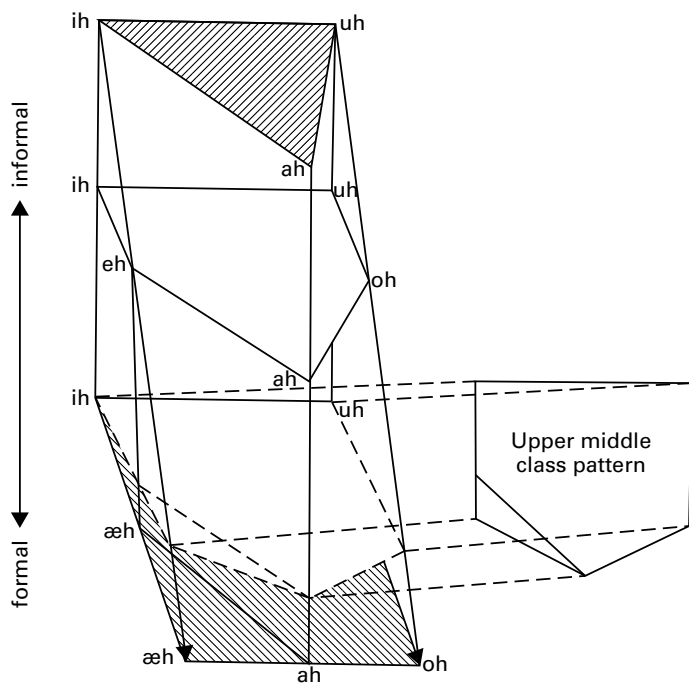 ih
uh
ah
informal
ih
uh
eh
oh
ah
ih
uh
Upper middle
class pattern
æh
formal
æh
ah
oh